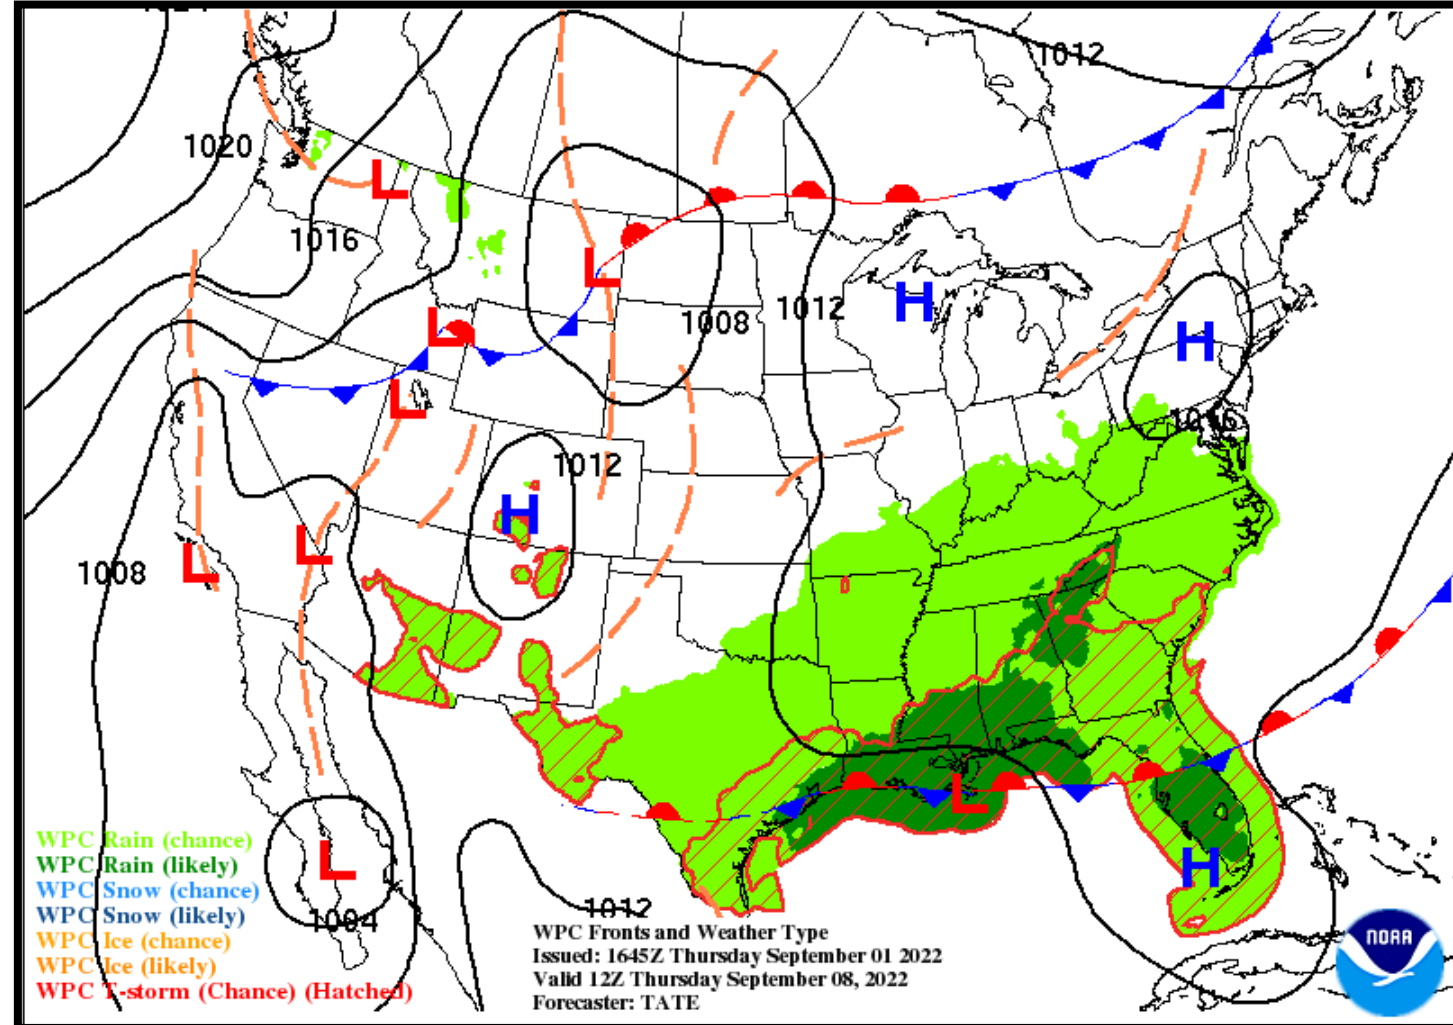 1012
1020
L
1016
L
H
1012
1008
H
L
L
1016
1012
H
L
1008
L
L
H
L
1004
1012
WPC Rain (chance)
WPC Rain (likely)
WPC Snow (chance)
WPC Snow (likely)
WPC Ice (chance)
WPC Ice (likely)
WPC T-storm (Chance) (Hatched)
WPC Fronts and Weather Type
Issued: 1645Z Thursday September 01 2022
Valid 12Z Thursday September 08, 2022
Forecaster: TATE
NOAA